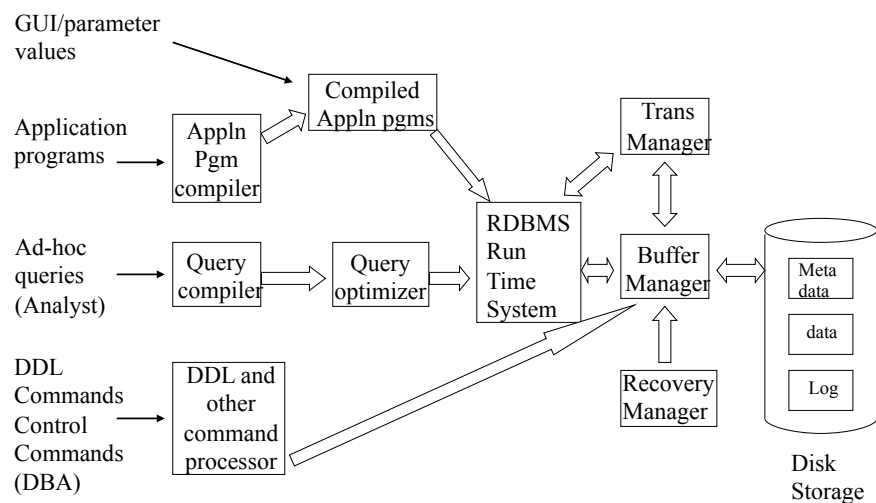 GUI/parameter
values
Compiled
Appln pgms
Application
programs
Appln
Pgm
compiler
Trans
Manager
Ad-hoc
queries
(Analyst)
Query
compiler
Query
optimizer
RDBMS
Run
Time
System
Buffer
Manager
Meta
data
data
Log
DDL
Commands
Control
Commands
(DBA)
DDL and
other
command
processor
Recovery
Manager
Disk
Storage